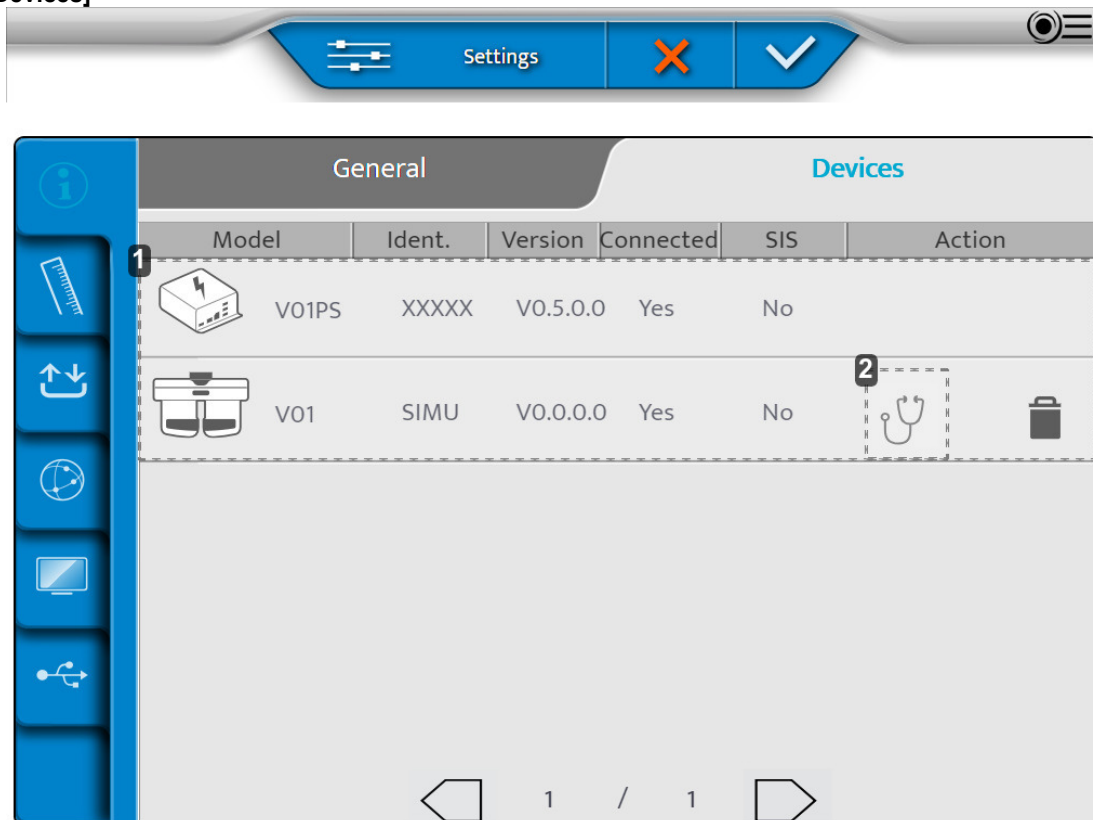 Devices]
Settings
General Devices
Model Ident. Version Connected SIS Action
1
V01PS XXXXX V0.5.0.0 Yes No
2
V01 SIMU V0.0.0.0 Yes No
1 / 1